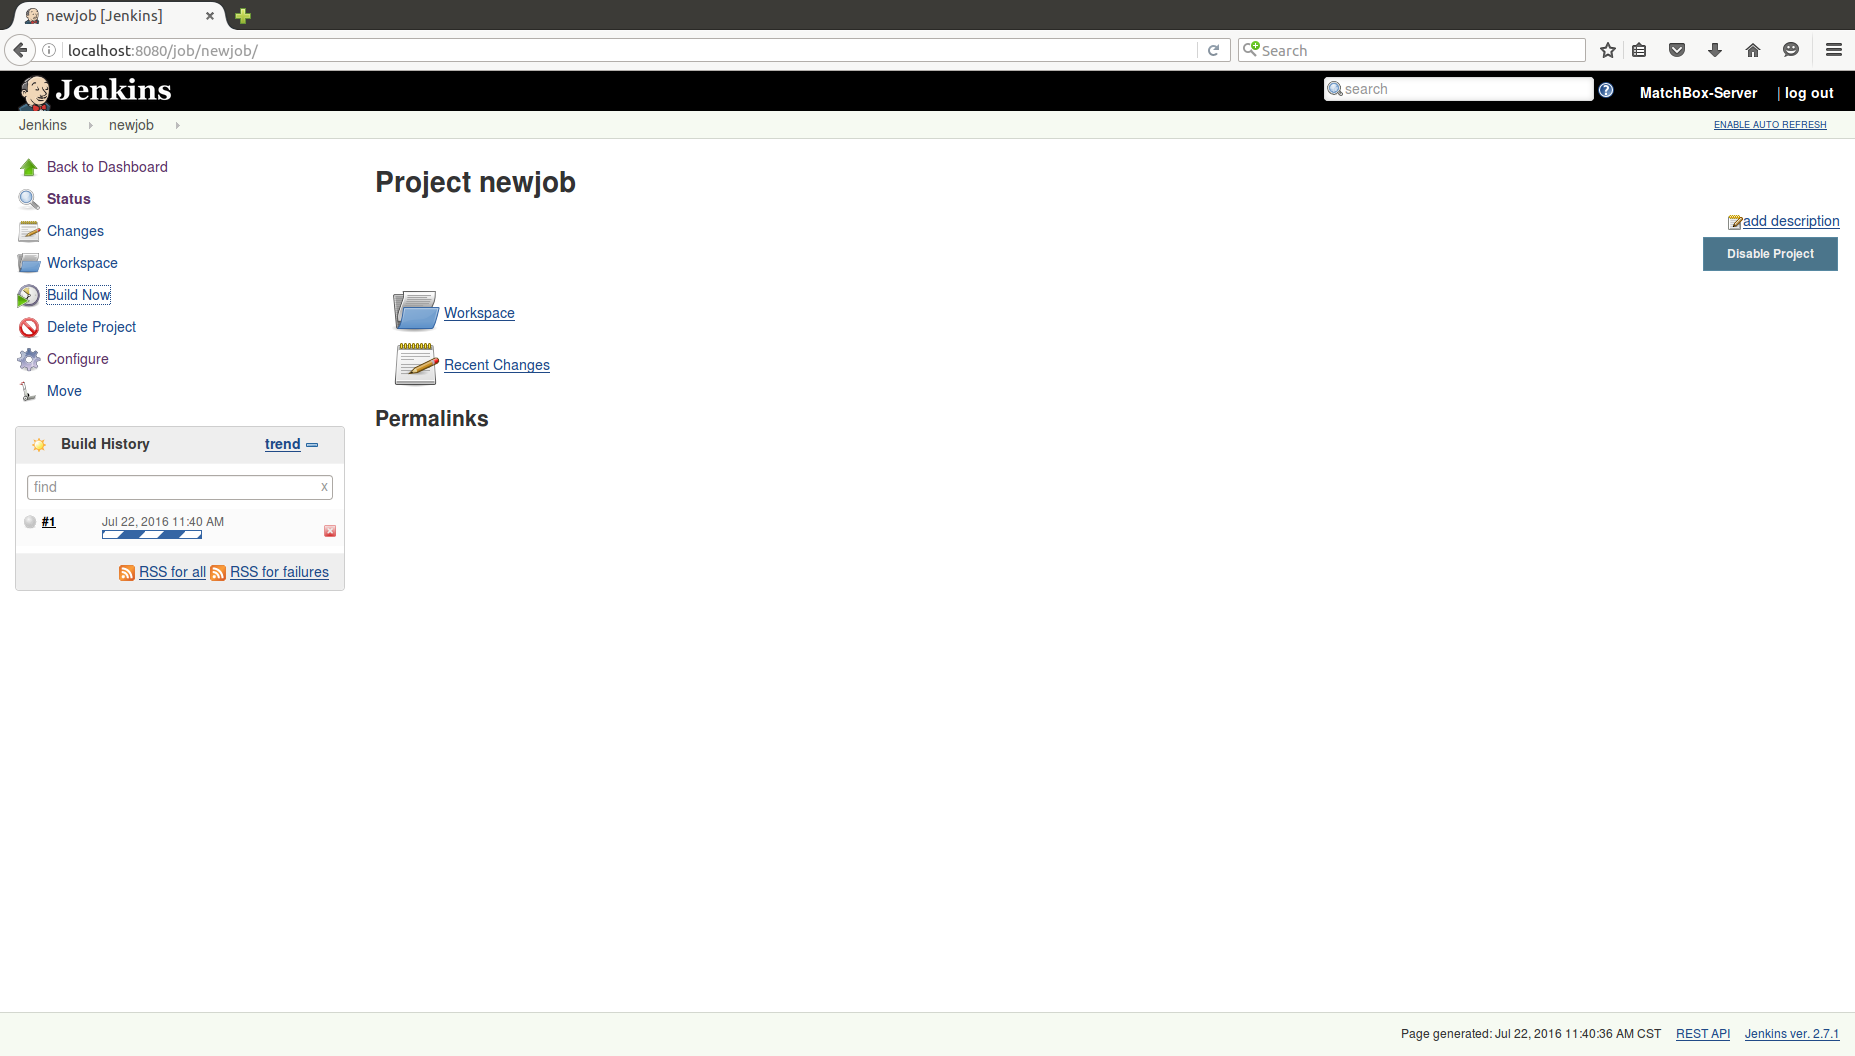 newjob [Jenkins]
localhost:8080/job/newjob/
Search
Jenkins
search
MatchBox-Server | log out
Jenkins newjob
ENABLE AUTO REFRESH
Back to Dashboard
Status
Changes
Workspace
Build Now
Delete Project
Configure
Move
Build History trend
find x
#1 Jul 22, 2016 11:40 AM
RSS for all RSS for failures
Project newjob
add description
Disable Project
Workspace
Recent Changes
Permalinks
Page generated: Jul 22, 2016 11:40:36 AM CST REST API Jenkins ver. 2.7.1